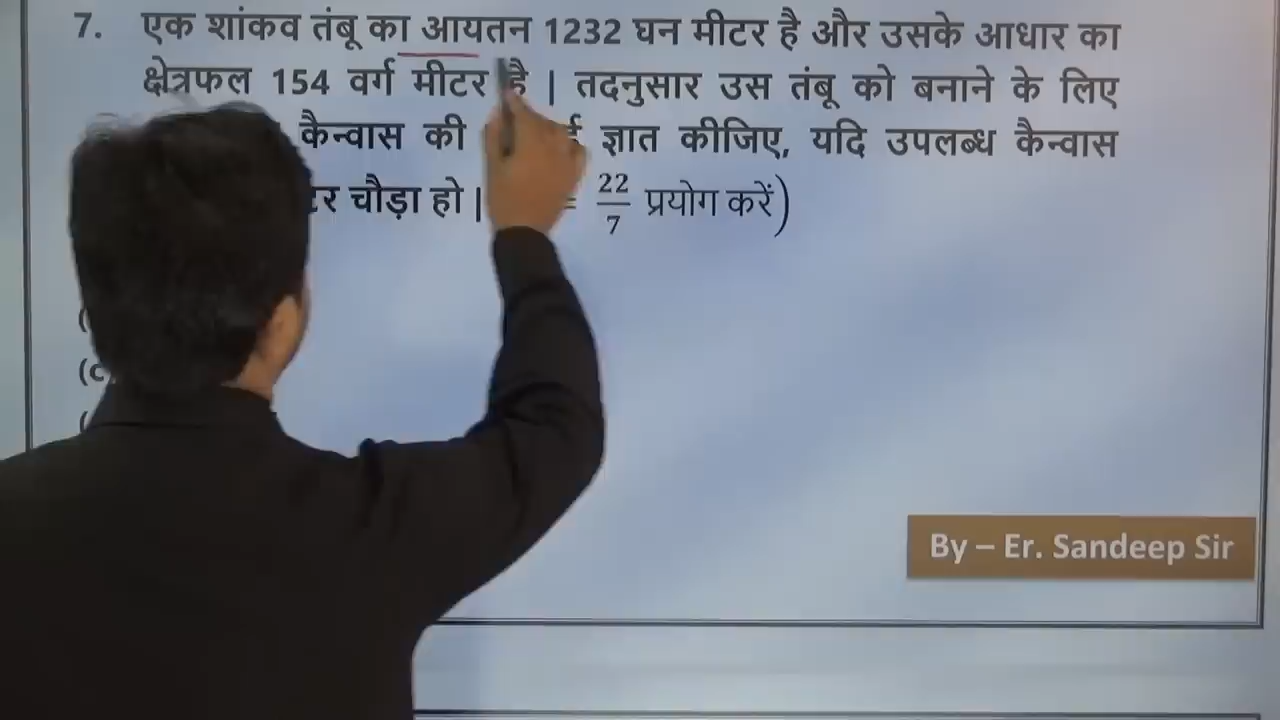 7. एक शांकव तंबू का आयतन 1232 घन मीटर है और उसके आधार का
क्षेत्रफल 154 वर्ग मीटर है | तदनुसार उस तंबू को बनाने के लिए
कैन्वास की ज्ञात कीजिए, यदि उपलब्ध कैन्वास
चौड़ा हो | = 22/7 प्रयोग करें)
(c
By – Er. Sandeep Sir